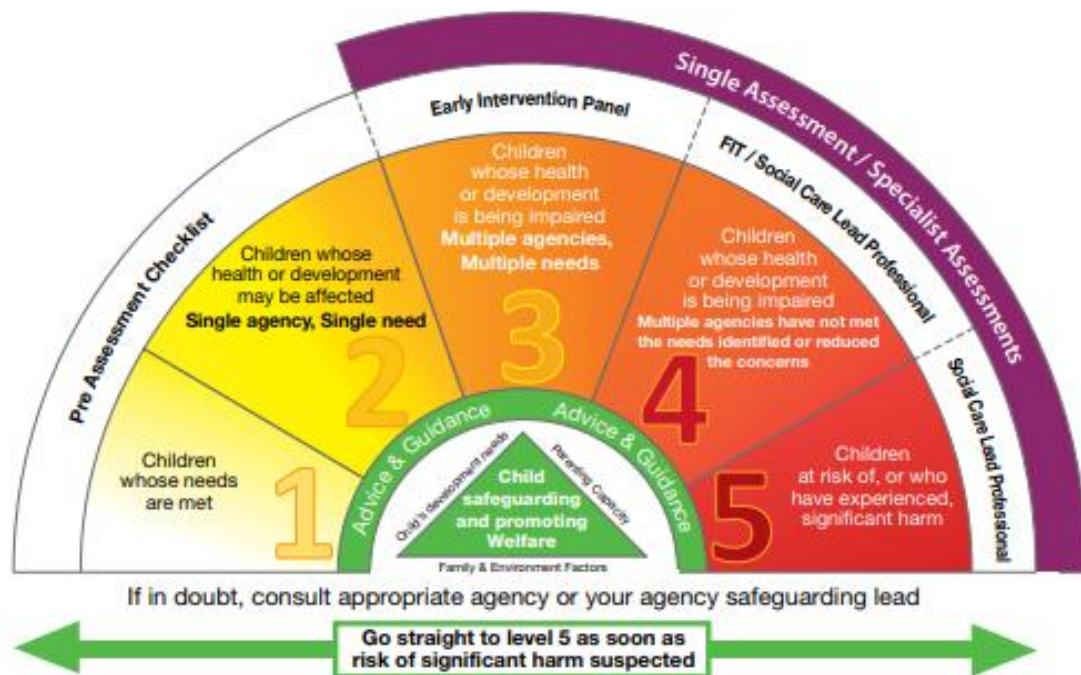 Single Assessment / Specialist Assessments
Early Intervention Panel
FIT / Social Care Lead Professional
Social Care Lead Professional
Pre Assessment Checklist
Children
whose needs
are met
1
Children whose
health or development
may be affected
Single agency, Single need
2
Children
whose health
or development
is being impaired
Multiple agencies,
Multiple needs
3
Children
whose health
or development
is being impaired
Multiple agencies have not met
the needs identified or reduced
the concerns
4
Children
at risk of, or who
have experienced,
significant harm
5
Advice & Guidance
Advice & Guidance
Child's development needs
Parenting Capacity
Child
safeguarding
and promoting
Welfare
Family & Environment Factors
If in doubt, consult appropriate agency or your agency safeguarding lead
Go straight to level 5 as soon as
risk of significant harm suspected